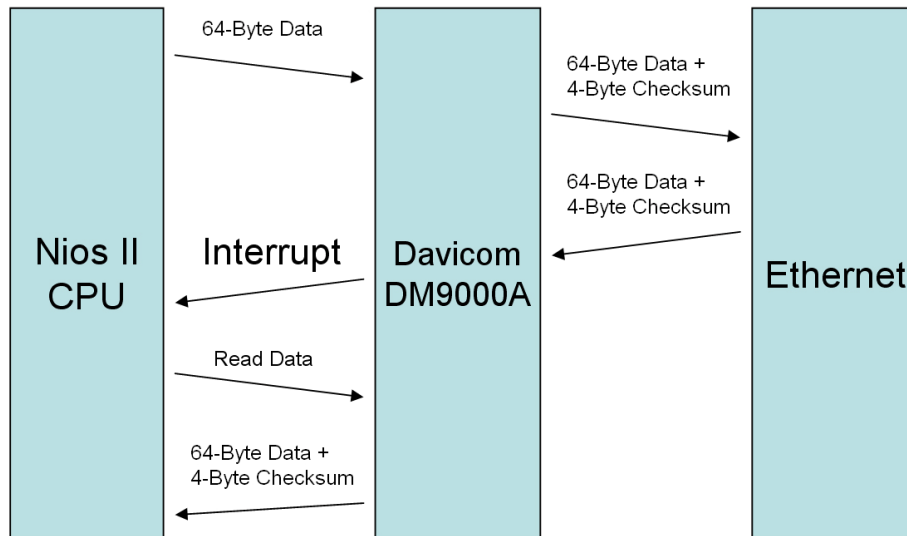 64-Byte Data
64-Byte Data +
4-Byte Checksum
64-Byte Data +
4-Byte Checksum
Nios II
CPU
Interrupt
Davicom
DM9000A
Ethernet
Read Data
64-Byte Data +
4-Byte Checksum